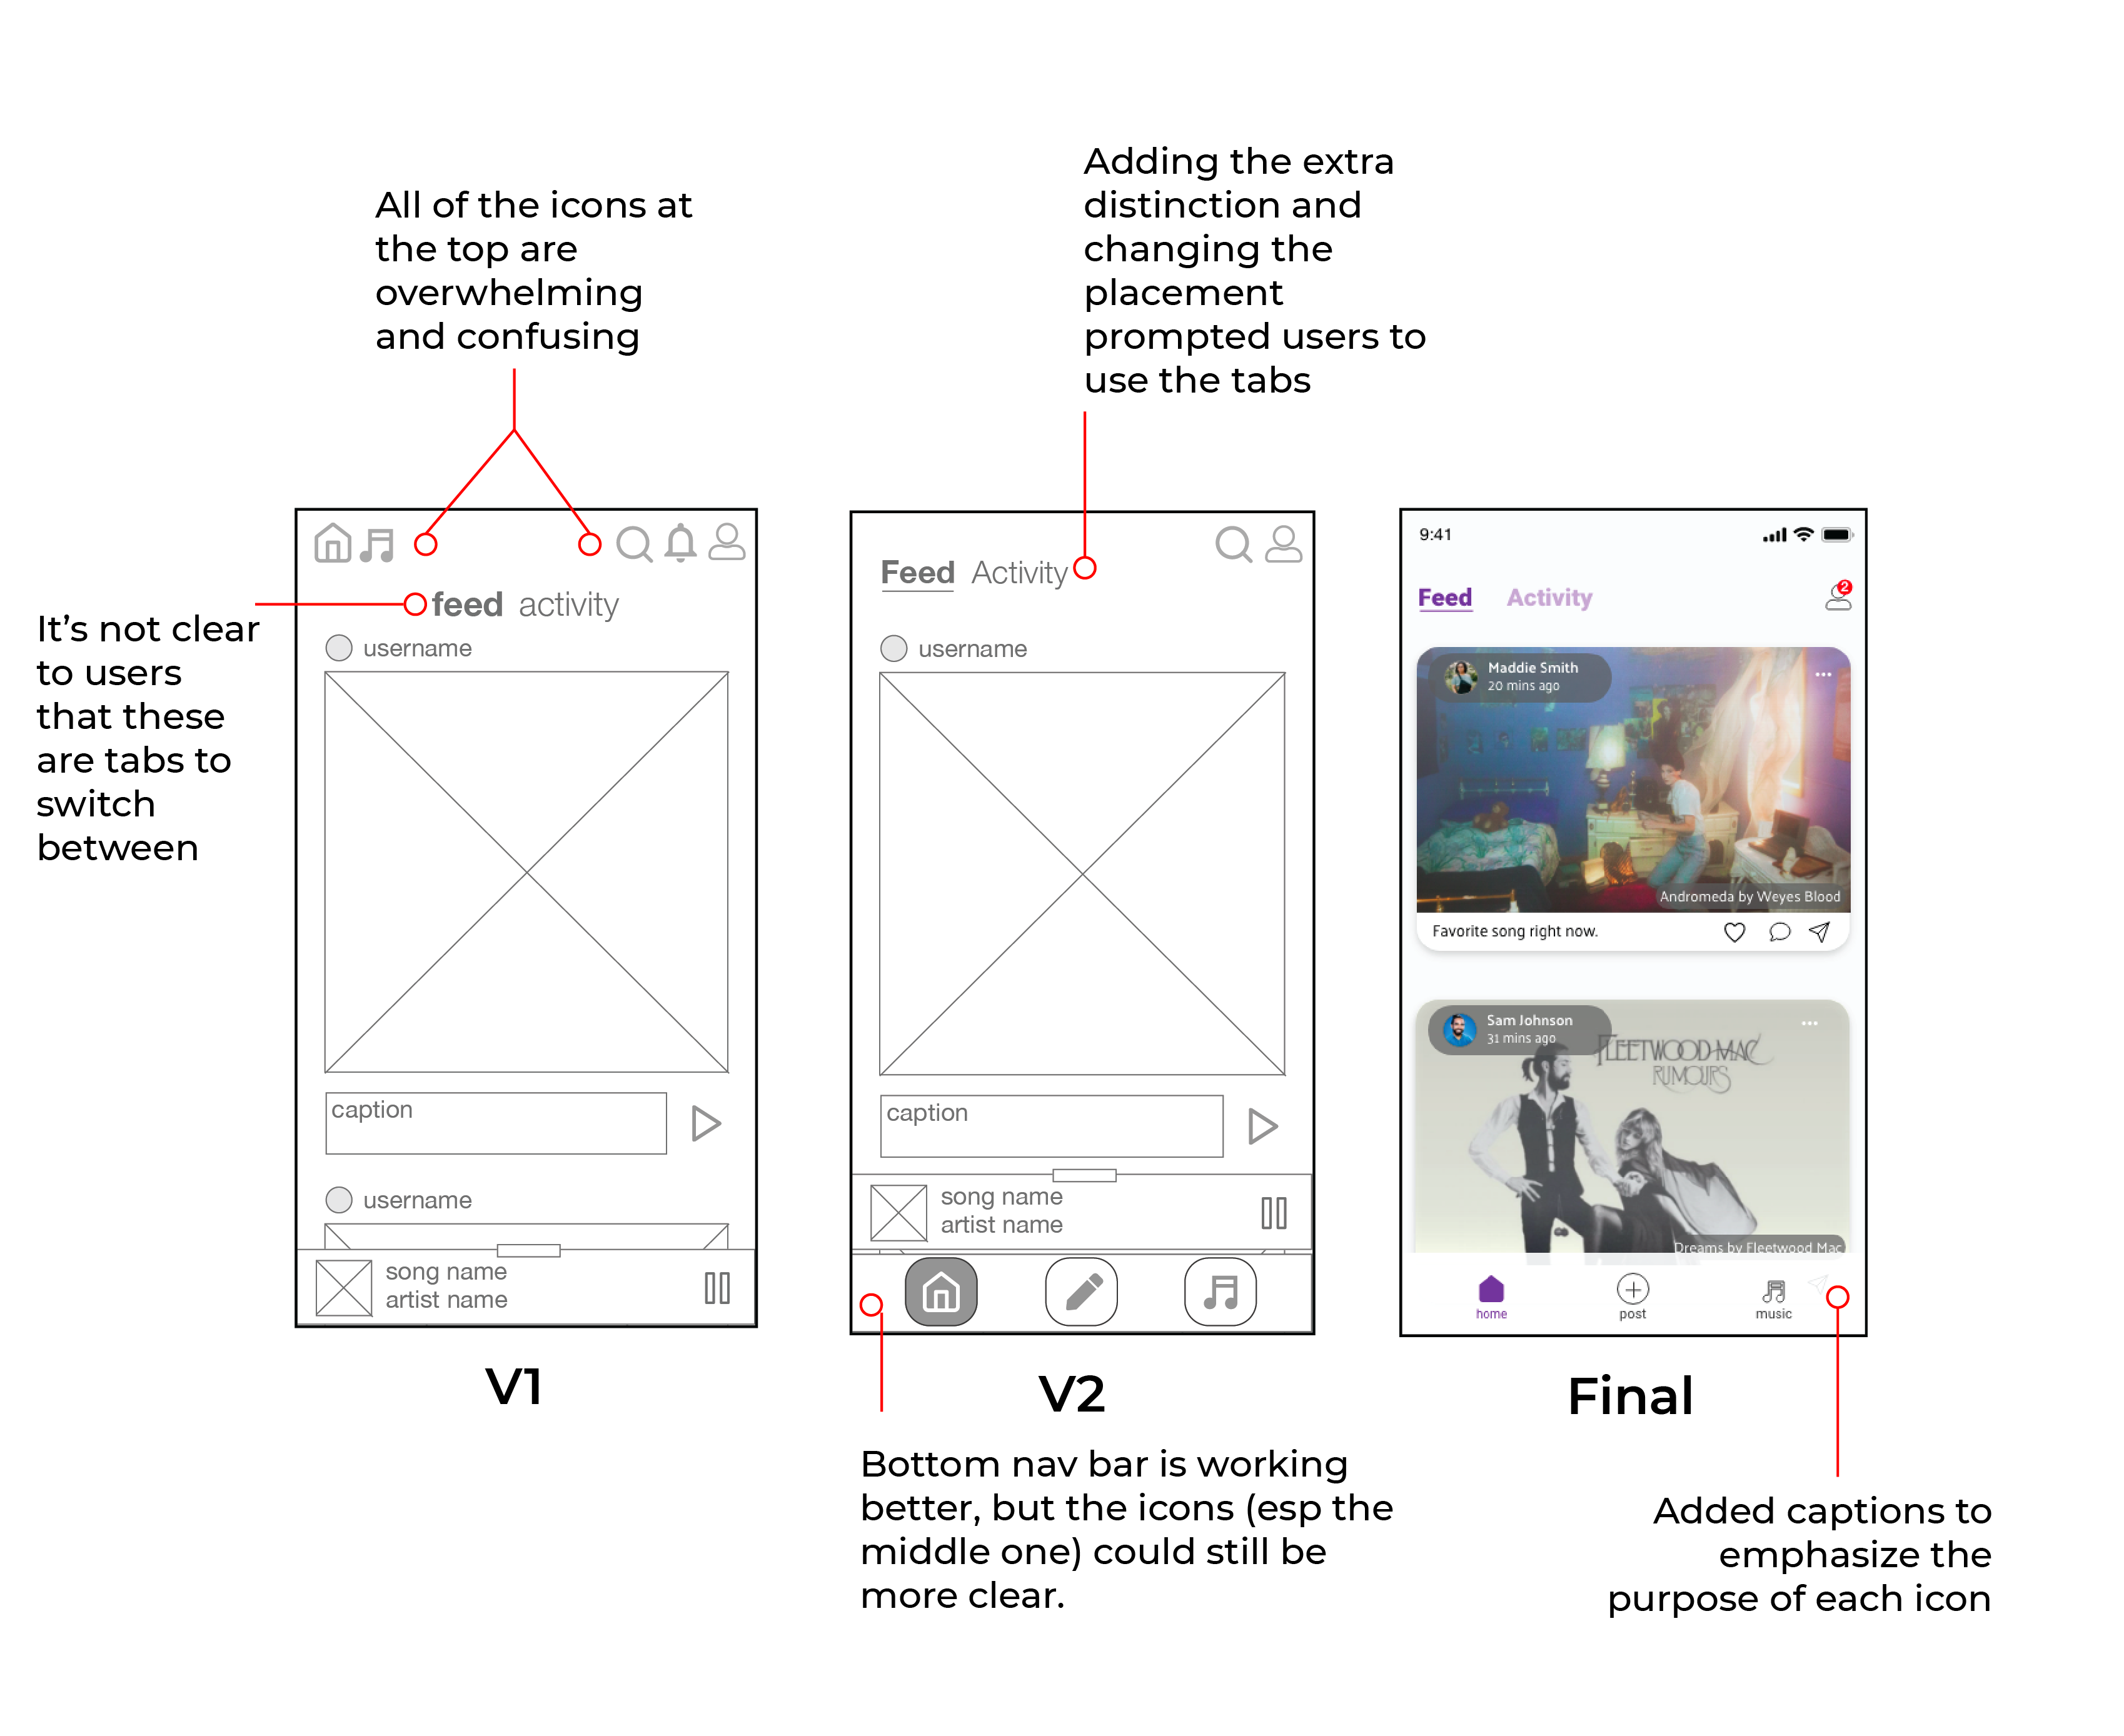 Adding the extra
distinction and
changing the
placement
prompted users to
use the tabs
All of the icons at
the top are
overwhelming
and confusing
It's not clear
to users
that these
are tabs to
switch
between
feed activity
username
caption
username
song name
artist name
V1
Feed Activity
username
caption
song name
artist name
V2
Bottom nav bar is working
better, but the icons (esp the
middle one) could still be
more clear.
9:41
Feed Activity
2
Maddie Smith
20 mins ago
Andromeda by Weyes Blood
Favorite song right now.
Sam Johnson
31 mins ago
FLEETWOOD MAC
RUMOURS
Dreams by Fleetwood Mac
home post music
Final
Added captions to
emphasize the
purpose of each icon